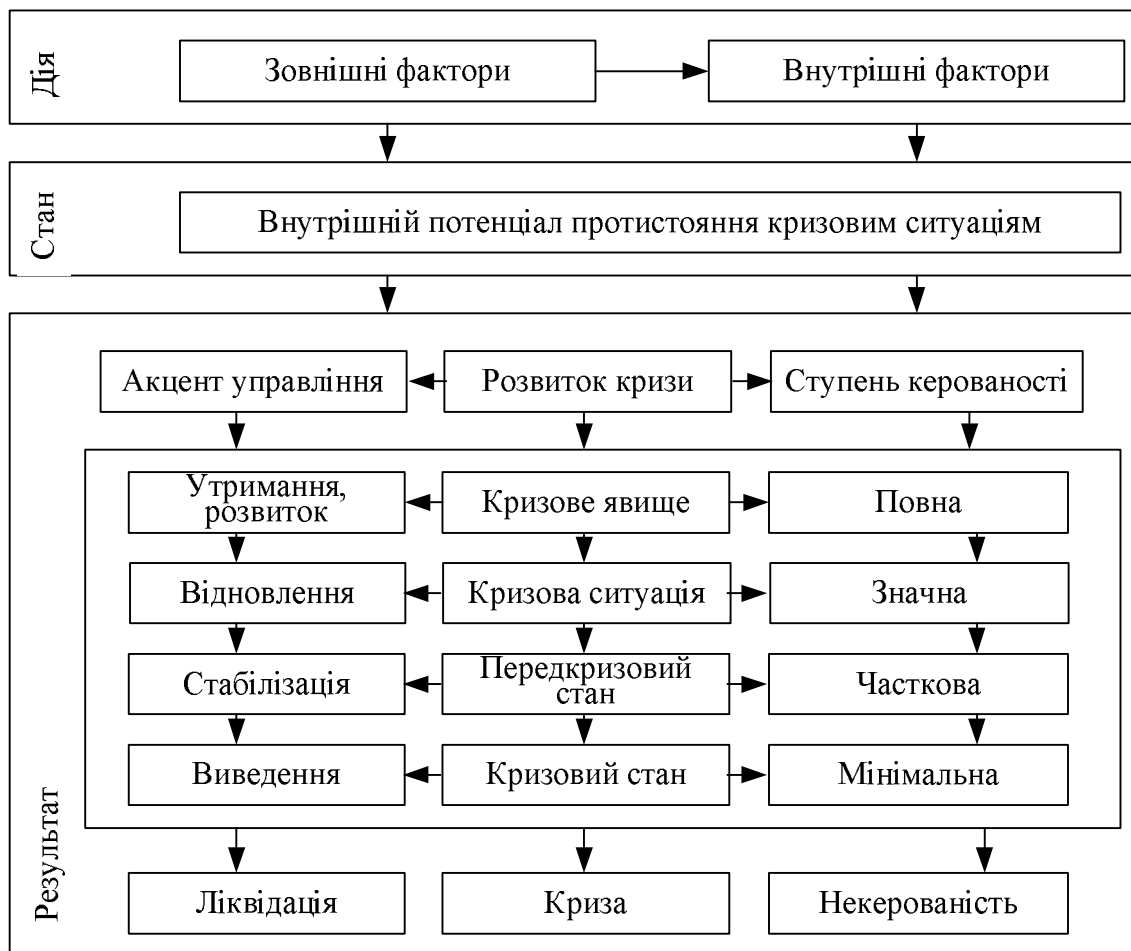 Дія
Зовнішні фактори
Внутрішні фактори
Стан
Внутрішній потенціал протистояння кризовим ситуаціям
Результат
Акцент управління
Розвиток кризи
Ступень керованості
Утримання,
розвиток
Кризове явище
Повна
Відновлення
Кризова ситуація
Значна
Стабілізація
Передкризовий
стан
Часткова
Виведення
Кризовий стан
Мінімальна
Ліквідація
Криза
Некерованість